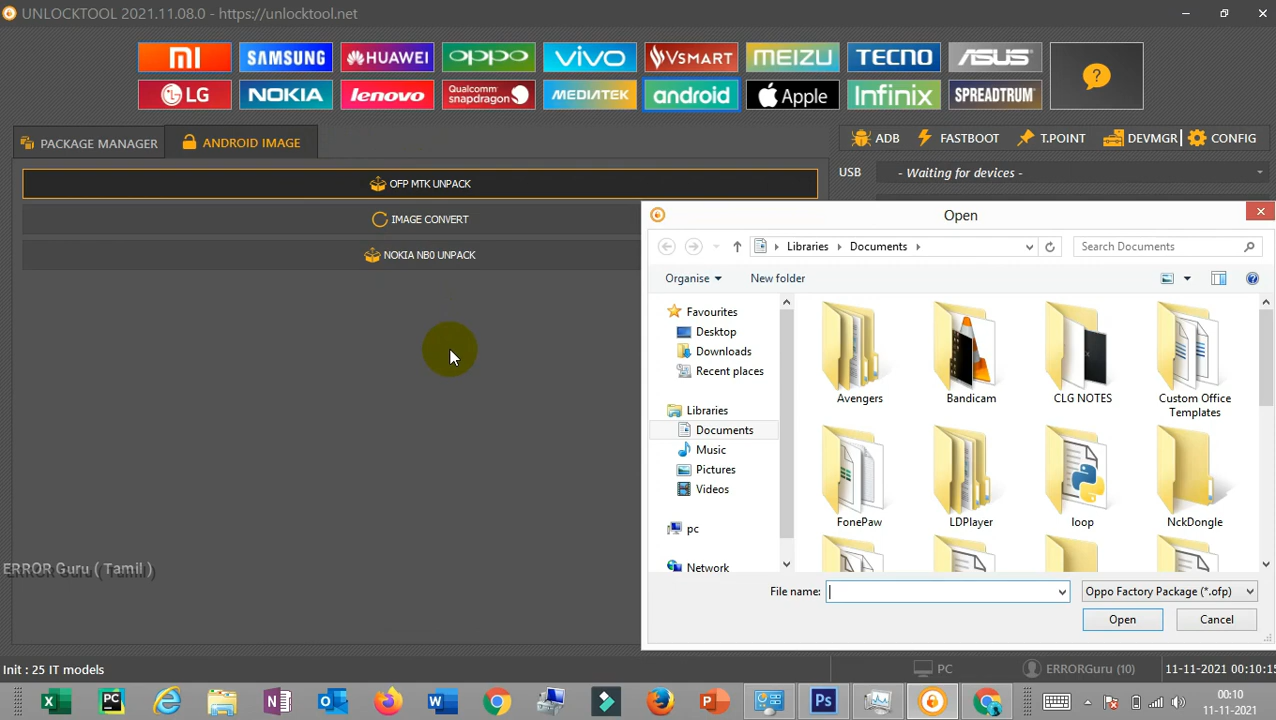 UNLOCKTOOL 2021.11.08.0 - https://unlocktool.net
MI SAMSUNG HUAWEI OPPO vivo VSMART MEIZU TECNO ASUS ?
LG NOKIA lenovo Qualcomm snapdragon MEDIATEK android Apple Infinix SPREADTRUM
PACKAGE MANAGER ANDROID IMAGE ADB FASTBOOT T.POINT DEVMGR CONFIG
OFP MTK UNPACK
USB - Waiting for devices -
IMAGE CONVERT
NOKIA NB0 UNPACK
Open
Libraries Documents Search Documents
Organise New folder
Favourites
Desktop
Downloads
Recent places
Libraries
Documents
Music
Pictures
Videos
pc
Network
Avengers Bandicam CLG NOTES Custom Office
Templates
FonePaw LDPlayer loop NckDongle
File name: Oppo Factory Package (*.ofp)
Open Cancel
ERROR Guru ( Tamil )
Init : 25 IT models PC ERRORGuru (10) 11-11-2021 00:10:15
X PC N O W P Ps
00:10
11-11-2021